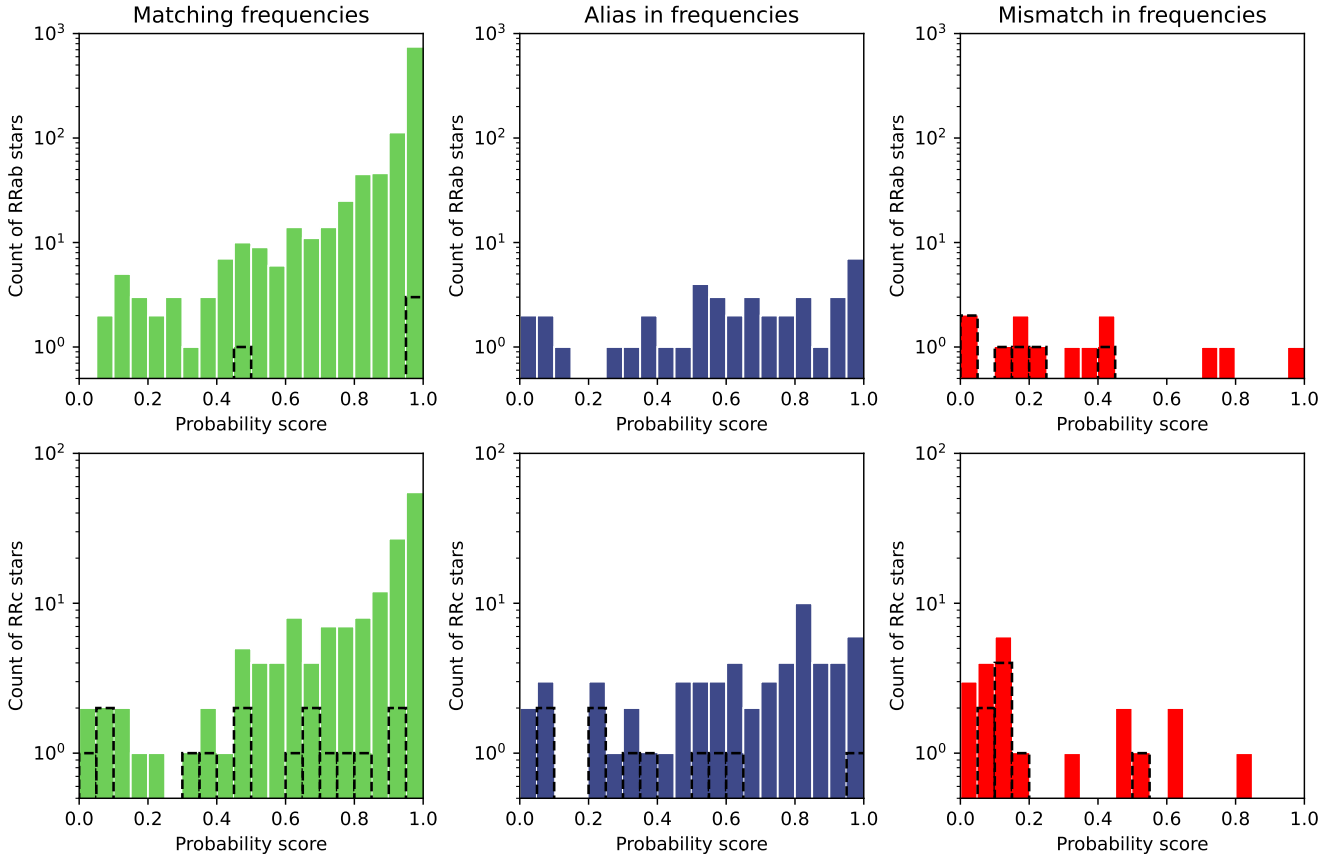 Matching frequencies
Alias in frequencies
Mismatch in frequencies
10³
10²
10¹
10⁰
Count of RRab stars
0.0 0.2 0.4 0.6 0.8 1.0
Probability score
10³
10²
10¹
10⁰
Count of RRab stars
0.0 0.2 0.4 0.6 0.8 1.0
Probability score
10³
10²
10¹
10⁰
Count of RRab stars
0.0 0.2 0.4 0.6 0.8 1.0
Probability score
10²
10¹
10⁰
Count of RRc stars
0.0 0.2 0.4 0.6 0.8 1.0
Probability score
10²
10¹
10⁰
Count of RRc stars
0.0 0.2 0.4 0.6 0.8 1.0
Probability score
10²
10¹
10⁰
Count of RRc stars
0.0 0.2 0.4 0.6 0.8 1.0
Probability score